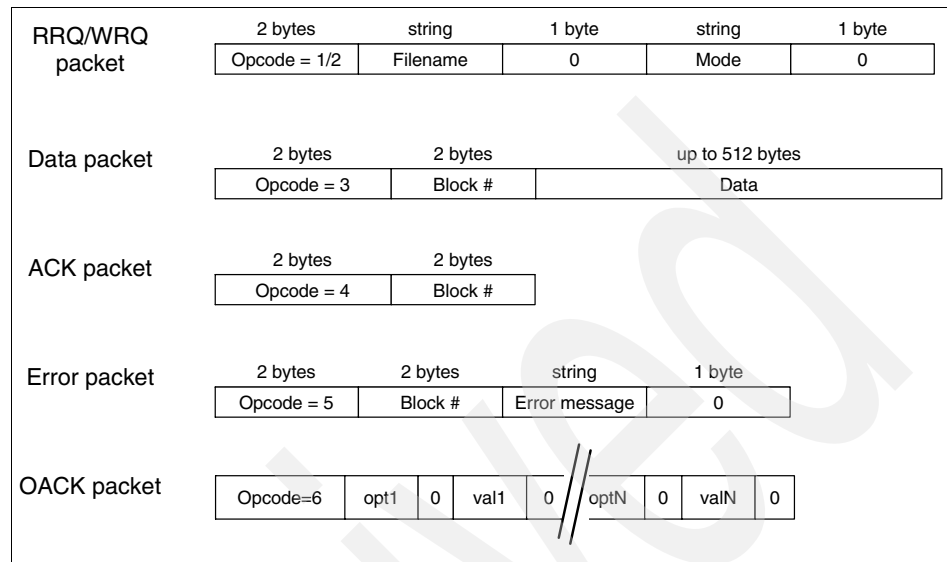 RRQ/WRQ
packet
2 bytes string 1 byte string 1 byte
Opcode = 1/2 Filename 0 Mode 0
Data packet
2 bytes 2 bytes up to 512 bytes
Opcode = 3 Block # Data
ACK packet
2 bytes 2 bytes
Opcode = 4 Block #
Error packet
2 bytes 2 bytes string 1 byte
Opcode = 5 Block # Error message 0
OACK packet
Opcode=6 opt1 0 val1 0 optN 0 valN 0